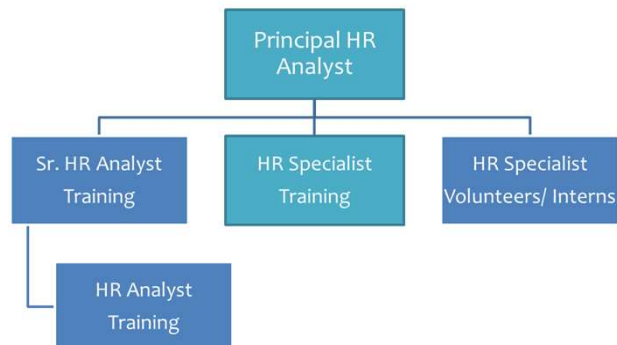 Principal HR
Analyst
Sr. HR Analyst
Training
HR Specialist
Training
HR Specialist
Volunteers/ Interns
HR Analyst
Training